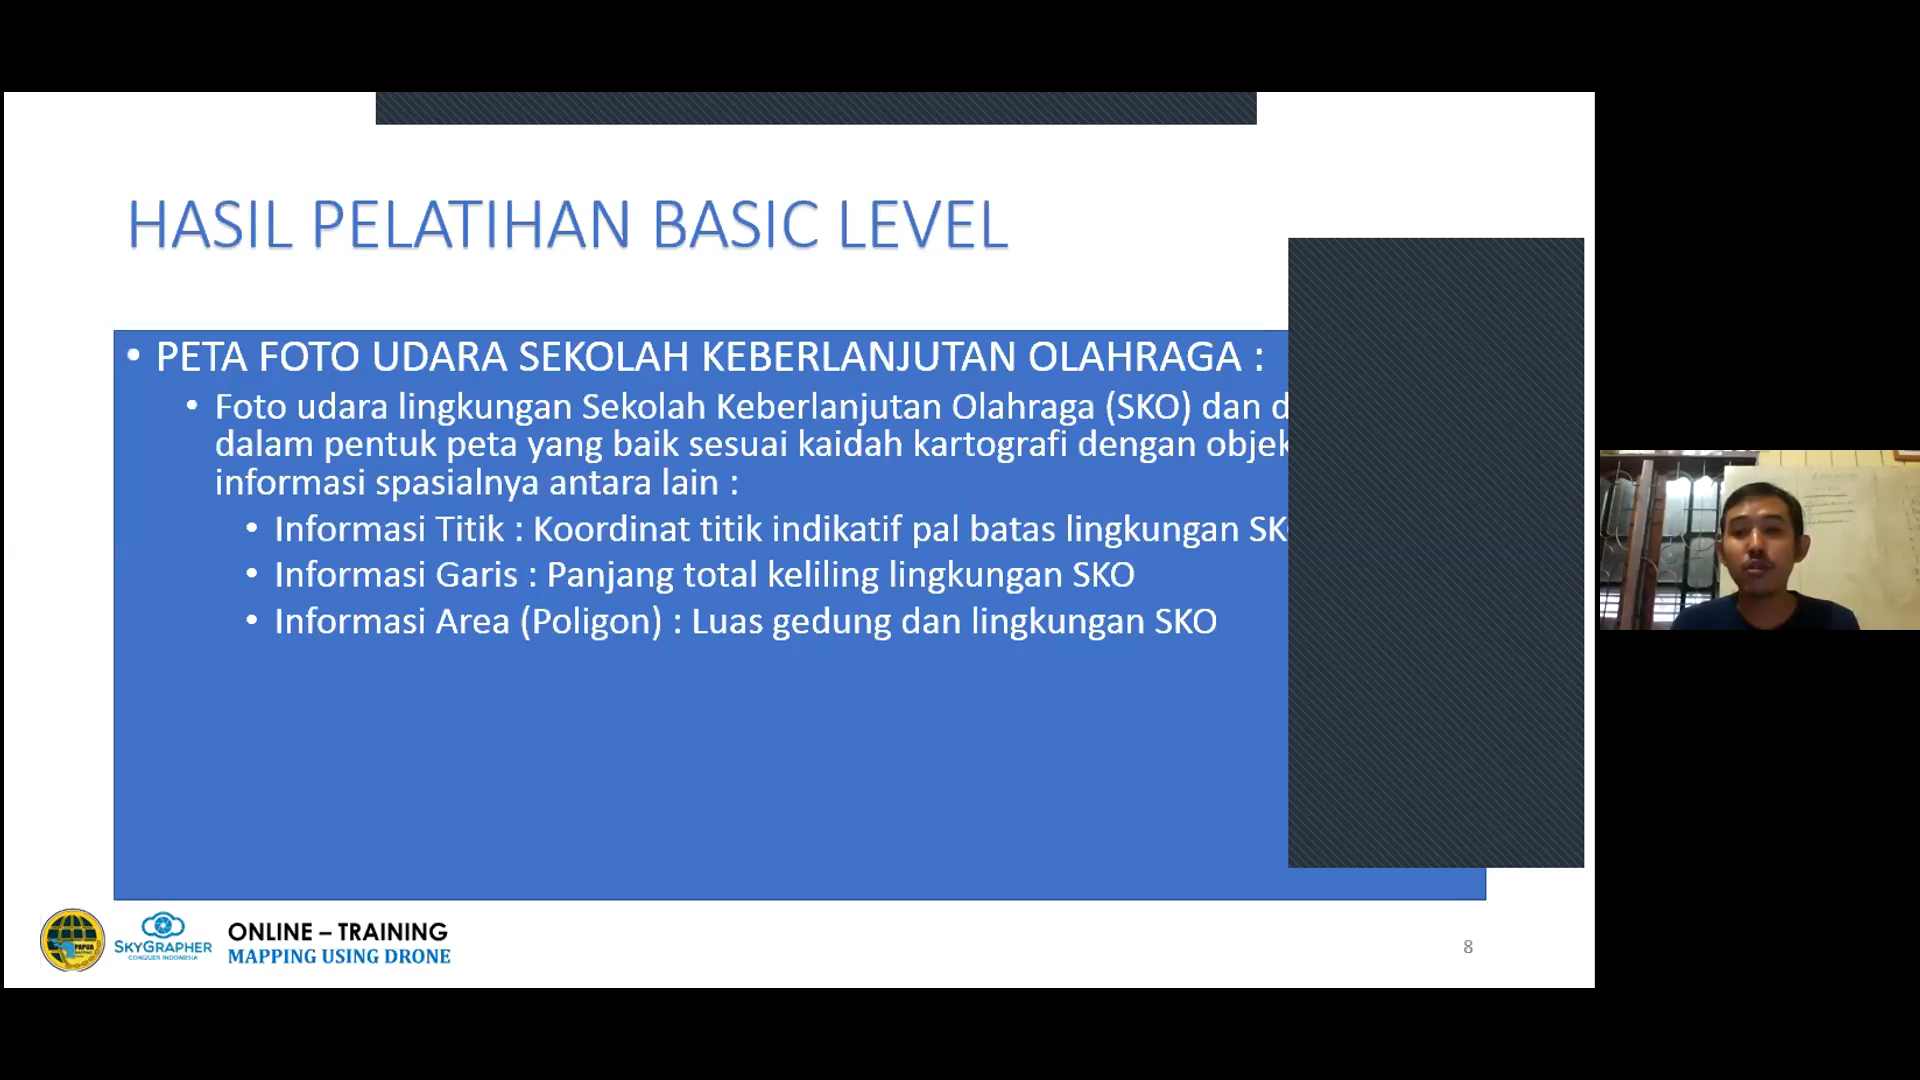 HASIL PELATIHAN BASIC LEVEL
• PETA FOTO UDARA SEKOLAH KEBERLANJUTAN OLAHRAGA :
• Foto udara lingkungan Sekolah Keberlanjutan Olahraga (SKO) dan
dalam pentuk peta yang baik sesuai kaidah kartografi dengan
informasi spasialnya antara lain :
• Informasi Titik : Koordinat titik indikatif pal batas lingkungan
• Informasi Garis : Panjang total keliling lingkungan SKO
• Informasi Area (Poligon) : Luas gedung dan lingkungan SKO
PAPUA
SKYGRAPHER
CONQUER INDONESIA
ONLINE – TRAINING
MAPPING USING DRONE
8